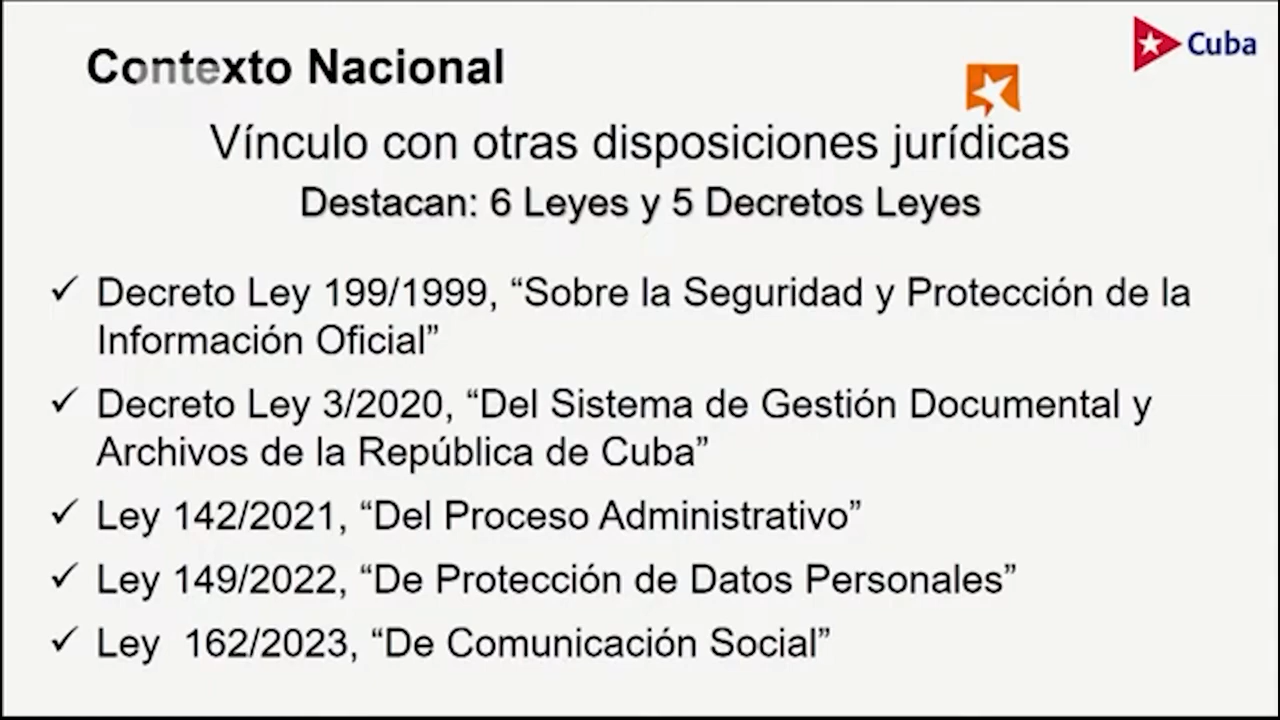 Contexto Nacional
Cuba
Vínculo con otras disposiciones jurídicas
Destacan: 6 Leyes y 5 Decretos Leyes
✓ Decreto Ley 199/1999, “Sobre la Seguridad y Protección de la
Información Oficial”
✓ Decreto Ley 3/2020, “Del Sistema de Gestión Documental y
Archivos de la República de Cuba”
✓ Ley 142/2021, “Del Proceso Administrativo”
✓ Ley 149/2022, “De Protección de Datos Personales”
✓ Ley 162/2023, “De Comunicación Social”